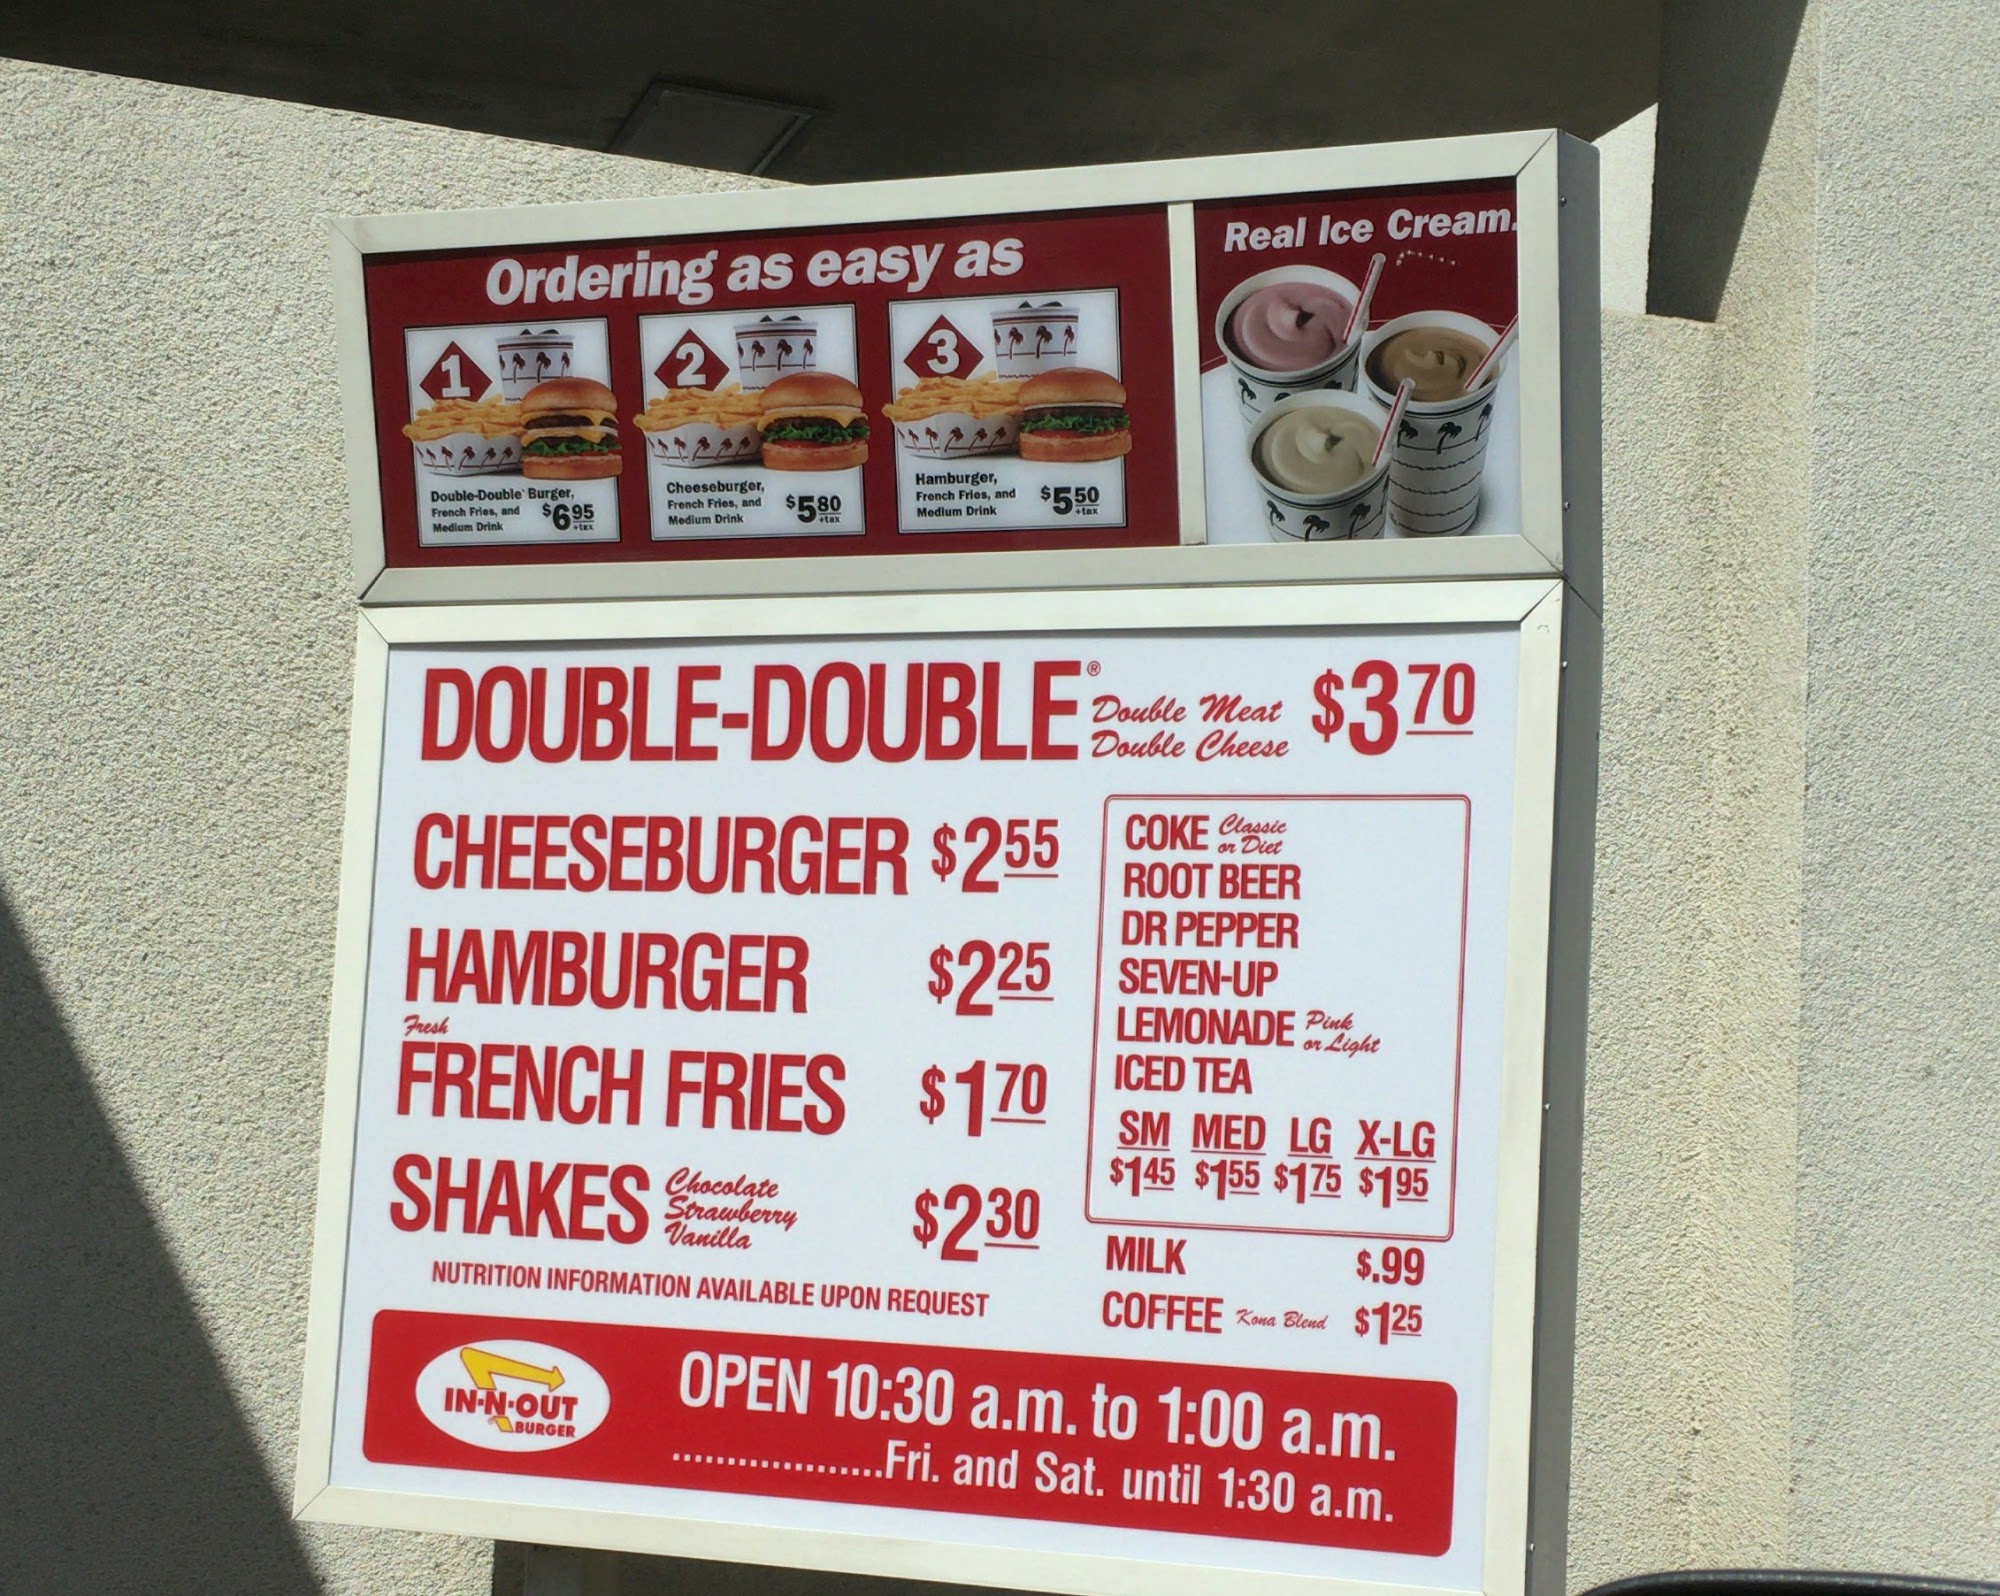 Ordering as easy as
1
Double-Double® Burger,
French Fries, and
Medium Drink
$6.95
+tax
2
Cheeseburger,
French Fries, and
Medium Drink
$5.80
+tax
3
Hamburger,
French Fries, and
Medium Drink
$5.50
+tax
Real Ice Cream.
DOUBLE-DOUBLE® Double Meat Double Cheese $3 70
CHEESEBURGER $2 55
HAMBURGER $2 25
Fresh
FRENCH FRIES $1 70
SHAKES Chocolate Strawberry Vanilla $2 30
NUTRITION INFORMATION AVAILABLE UPON REQUEST
COKE Classic or Diet
ROOT BEER
DR PEPPER
SEVEN-UP
LEMONADE Pink or Light
ICED TEA
SM MED LG X-LG
$1 45 $1 55 $1 75 $1 95
MILK $.99
COFFEE Kona Blend $1 25
IN-N-OUT
BURGER
OPEN 10:30 a.m. to 1:00 a.m.
...................Fri. and Sat. until 1:30 a.m.